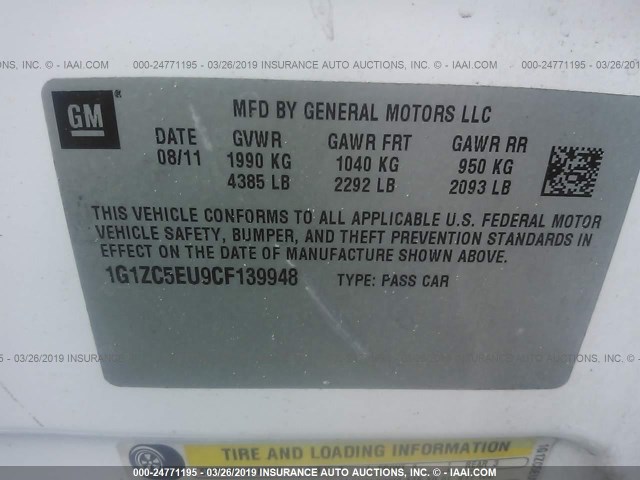 000-24771195 - 03/26/2019 INSURANCE AUTO AUCTIONS, INC. - IAAI.COM
GM
MFD BY GENERAL MOTORS LLC
DATE GVWR GAWR FRT GAWR RR
08/11 1990 KG 1040 KG 950 KG
4385 LB 2292 LB 2093 LB
THIS VEHICLE CONFORMS TO ALL APPLICABLE U.S. FEDERAL MOTOR
VEHICLE SAFETY, BUMPER, AND THEFT PREVENTION STANDARDS IN
EFFECT ON THE DATE OF MANUFACTURE SHOWN ABOVE.
1G1ZC5EU9CF139948 TYPE: PASS CAR
000-24771195 - 03/26/2019 INSURANCE AUTO AUCTIONS, INC. - IAAI.COM
TIRE AND LOADING INFORMATION
000-24771195 - 03/26/2019 INSURANCE AUTO AUCTIONS, INC. - IAAI.COM